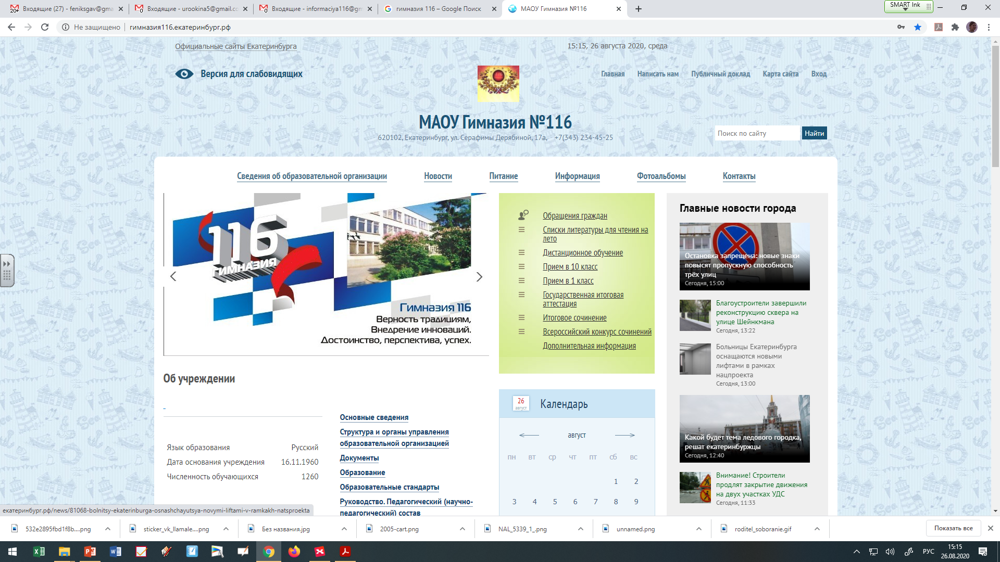 Входящие (27) - feniksgav@gma
Входящие - urookina5@gmail.co
Входящие - informaciya116@gm
гимназия 116 – Google Поиск
МАОУ Гимназия №116
SMART Ink
Не защищено
гимназия116.екатеринбург.рф
Официальные сайты Екатеринбурга
15:15, 26 августа 2020, среда
Версия для слабовидящих
Главная
Написать нам
Публичный доклад
Карта сайта
Вход
МАОУ Гимназия №116
620102, Екатеринбург, ул. Серафимы Дерябиной, 17а, +7(343) 234-45-25
Поиск по сайту
Найти
Сведения об образовательной организации
Новости
Питание
Информация
Фотоальбомы
Контакты
116
ГИМНАЗИЯ
Гимназия 116
Верность традициям,
Внедрение инноваций.
Достоинство, перспектива, успех.
Обращения граждан
Списки литературы для чтения на
лето
Дистанционное обучение
Прием в 10 класс
Прием в 1 класс
Государственная итоговая
аттестация
Итоговое сочинение
Всероссийский конкурс сочинений
Дополнительная информация
Главные новости города
Остановка запрещена: новые знаки
повысят пропускную способность
трёх улиц
Сегодня, 15:00
Благоустроители завершили
реконструкцию сквера на
улице Шейнкмана
Сегодня, 13:22
Больницы Екатеринбурга
оснащаются новыми
лифтами в рамках
нацпроекта
Сегодня, 13:00
Какой будет тема ледового городка,
решат екатеринбуржцы
Сегодня, 12:40
Внимание! Строители
продлят закрытие движения
на двух участках УДС
Сегодня, 11:33
Об учреждении
-
Язык образования Русский
Дата основания учреждения 16.11.1960
Численность обучающихся 1260
Основные сведения
Структура и органы управления
образовательной организацией
Документы
Образование
Образовательные стандарты
Руководство. Педагогический (научно-
педагогический) состав
26
август
Календарь
август
пн вт ср чт пт сб вс
1 2
3 4 5 6 7 8 9
екатеринбург.рф/news/81068-bolnitsy-ekaterinburga-osnashchayutsya-novymi-liftami-v-ramkakh-natsproekta
532e2895fbd1f8b....png
sticker_vk_llamale....png
Без названия.jpg
2005-cart.png
NAL_5339_1_.png
unnamed.png
roditel_soboranie.gif
Показать все
РУС
15:15
26.08.2020